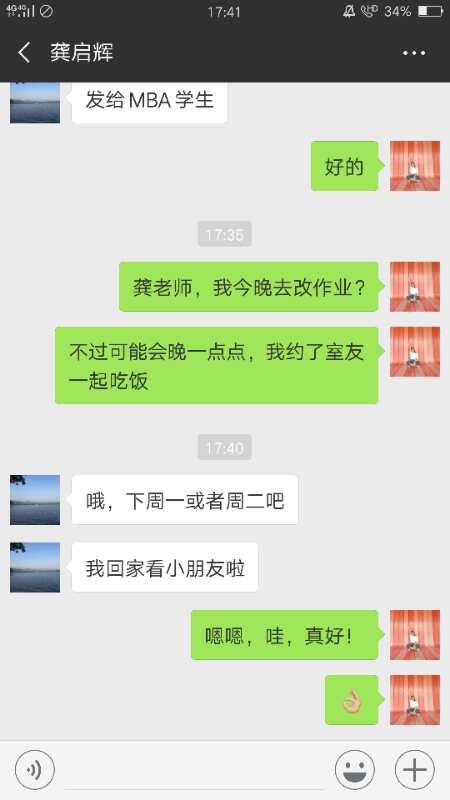 4G 4G 17:41 HD 34%
龚启辉
发给 MBA 学生
好的
17:35
龚老师，我今晚去改作业？
不过可能会晚一点点，我约了室友
一起吃饭
17:40
哦，下周一或者周二吧
我回家看小朋友啦
嗯嗯，哇，真好！
👌🏼